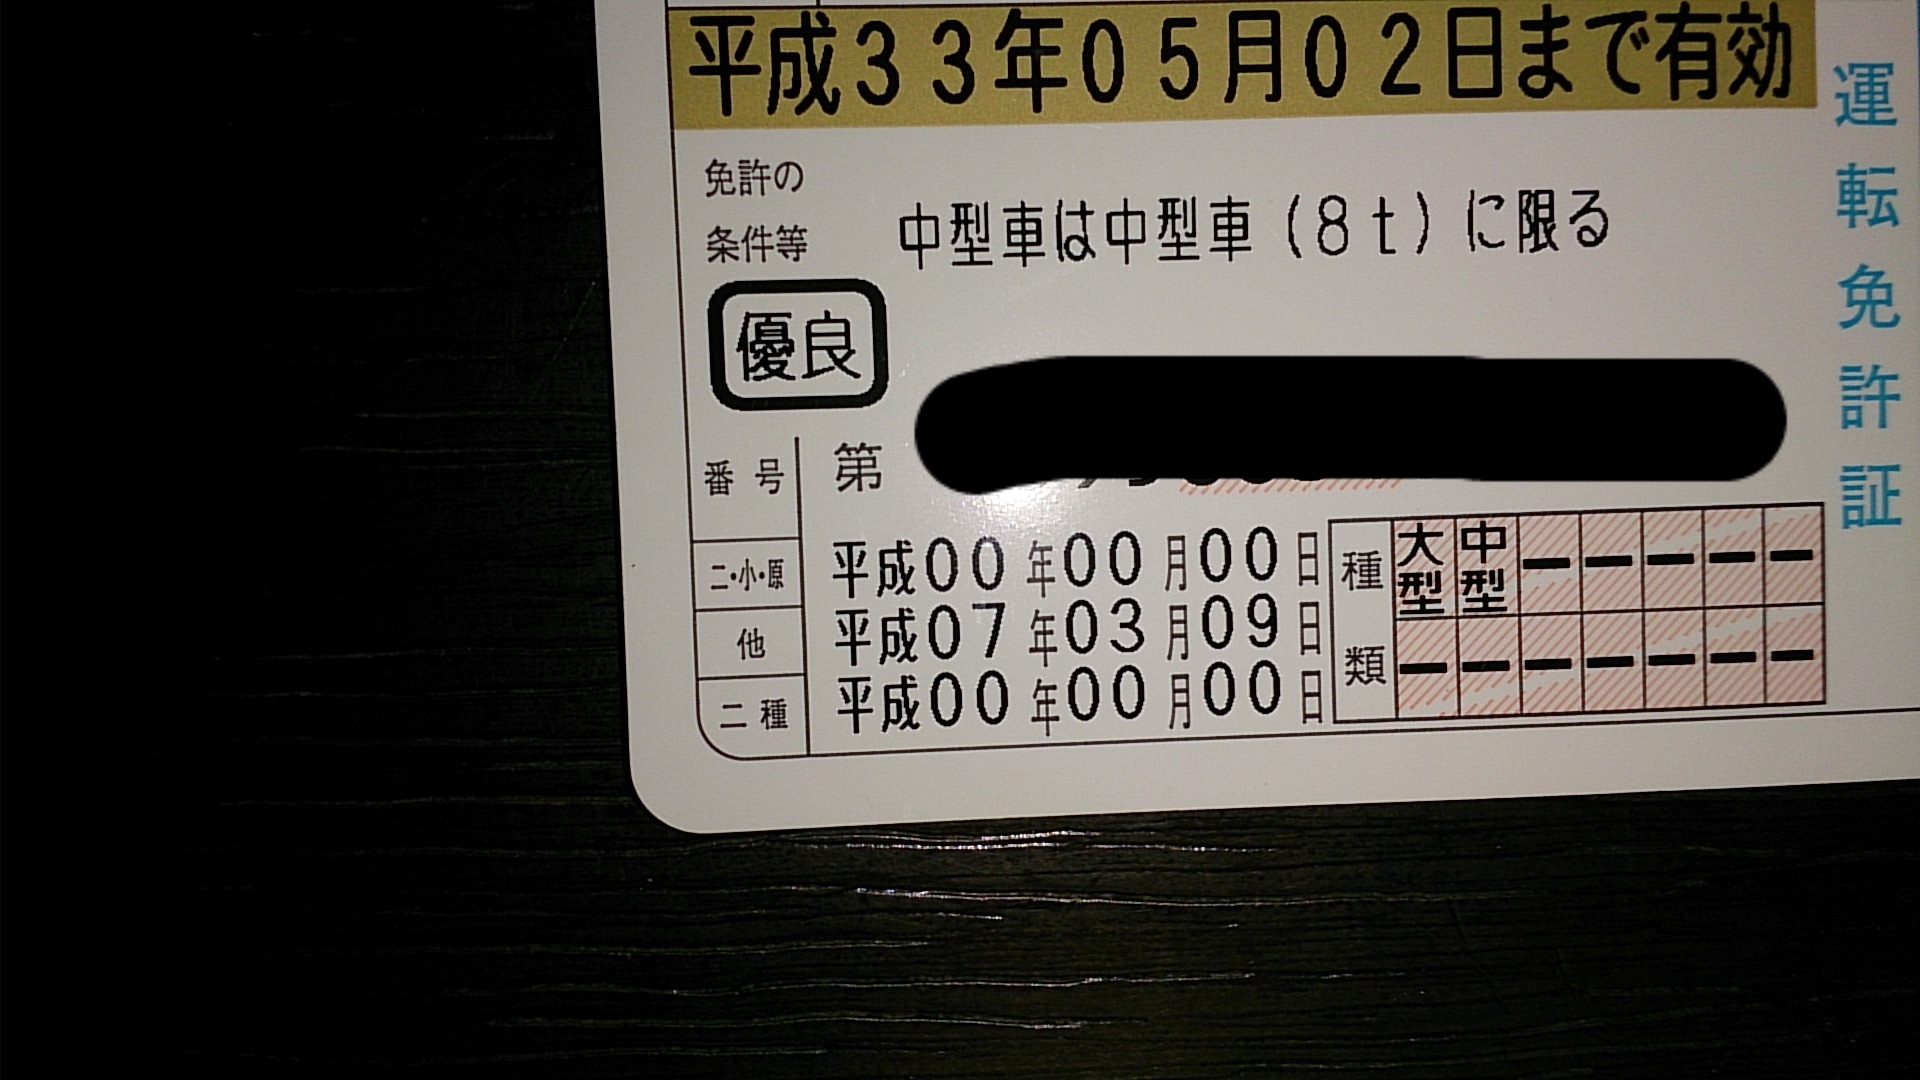 平成33年05月02日まで有効
免許の
条件等
中型車は中型車(8t)に限る
優良
番号
第
二・小・原
平成00年00月00日
他
平成07年03月09日
二種
平成00年00月00日
種類
大型
中型
運転免許証